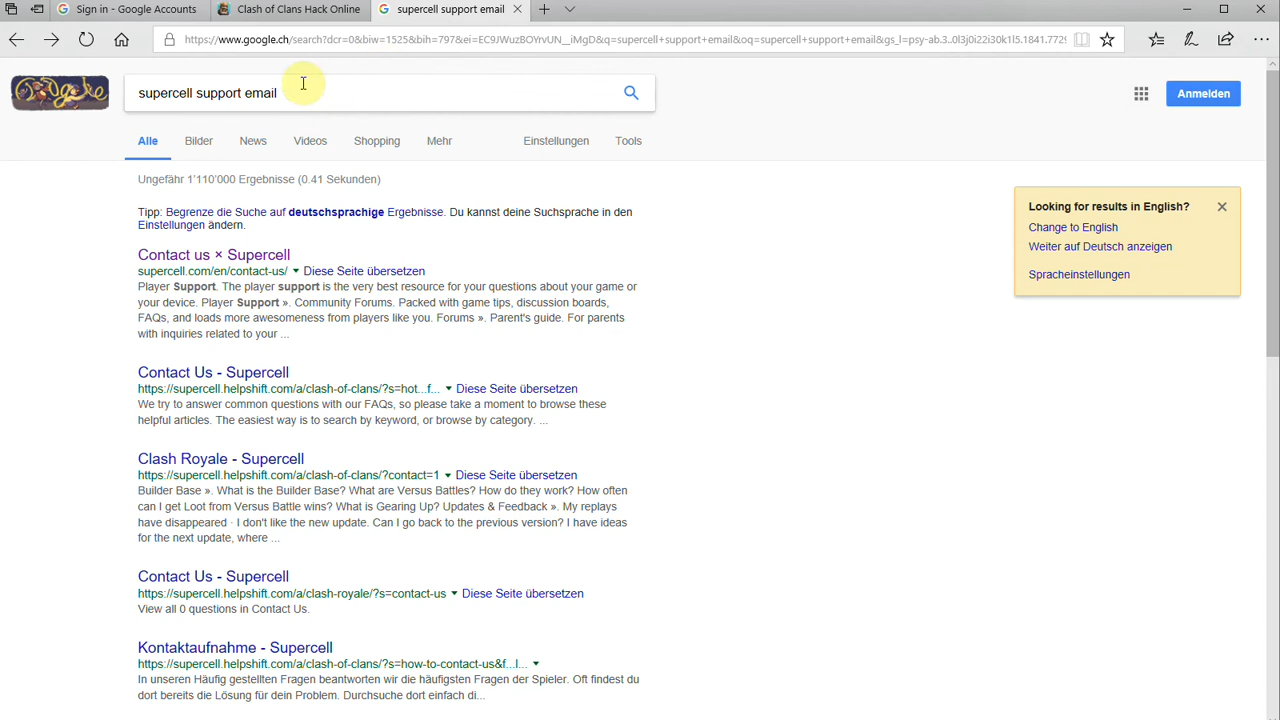 Sign in - Google Accounts
Clash of Clans Hack Online
supercell support email
https://www.google.ch/search?dcr=0&biw=1525&bih=797&ei=EC9JWuzBOYrvUN__iMgD&q=supercell+support+email&oq=supercell+support+email&gs_l=psy-ab.3..0l3j0i22i30k1l5.1841.7729
supercell support email
Anmelden
Alle Bilder News Videos Shopping Mehr Einstellungen Tools
Ungefähr 1'110'000 Ergebnisse (0.41 Sekunden)
Tipp: Begrenze die Suche auf deutschsprachige Ergebnisse. Du kannst deine Suchsprache in den
Einstellungen ändern.
Looking for results in English?
Change to English
Weiter auf Deutsch anzeigen
Spracheinstellungen
Contact us × Supercell
supercell.com/en/contact-us/ Diese Seite übersetzen
Player Support. The player support is the very best resource for your questions about your game or
your device. Player Support ». Community Forums. Packed with game tips, discussion boards,
FAQs, and loads more awesomeness from players like you. Forums ». Parent's guide. For parents
with inquiries related to your ...
Contact Us - Supercell
https://supercell.helpshift.com/a/clash-of-clans/?s=hot...f... Diese Seite übersetzen
We try to answer common questions with our FAQs, so please take a moment to browse these
helpful articles. The easiest way is to search by keyword, or browse by category. ...
Clash Royale - Supercell
https://supercell.helpshift.com/a/clash-of-clans/?contact=1 Diese Seite übersetzen
Builder Base ». What is the Builder Base? What are Versus Battles? How do they work? How often
can I get Loot from Versus Battle wins? What is Gearing Up? Updates & Feedback ». My replays
have disappeared · I don't like the new update. Can I go back to the previous version? I have ideas
for the next update, where ...
Contact Us - Supercell
https://supercell.helpshift.com/a/clash-royale/?s=contact-us Diese Seite übersetzen
View all 0 questions in Contact Us.
Kontaktaufnahme - Supercell
https://supercell.helpshift.com/a/clash-of-clans/?s=how-to-contact-us&f...l...
In unseren Häufig gestellten Fragen beantworten wir die häufigsten Fragen der Spieler. Oft findest du
dort bereits die Lösung für dein Problem. Durchsuche dort einfach di...